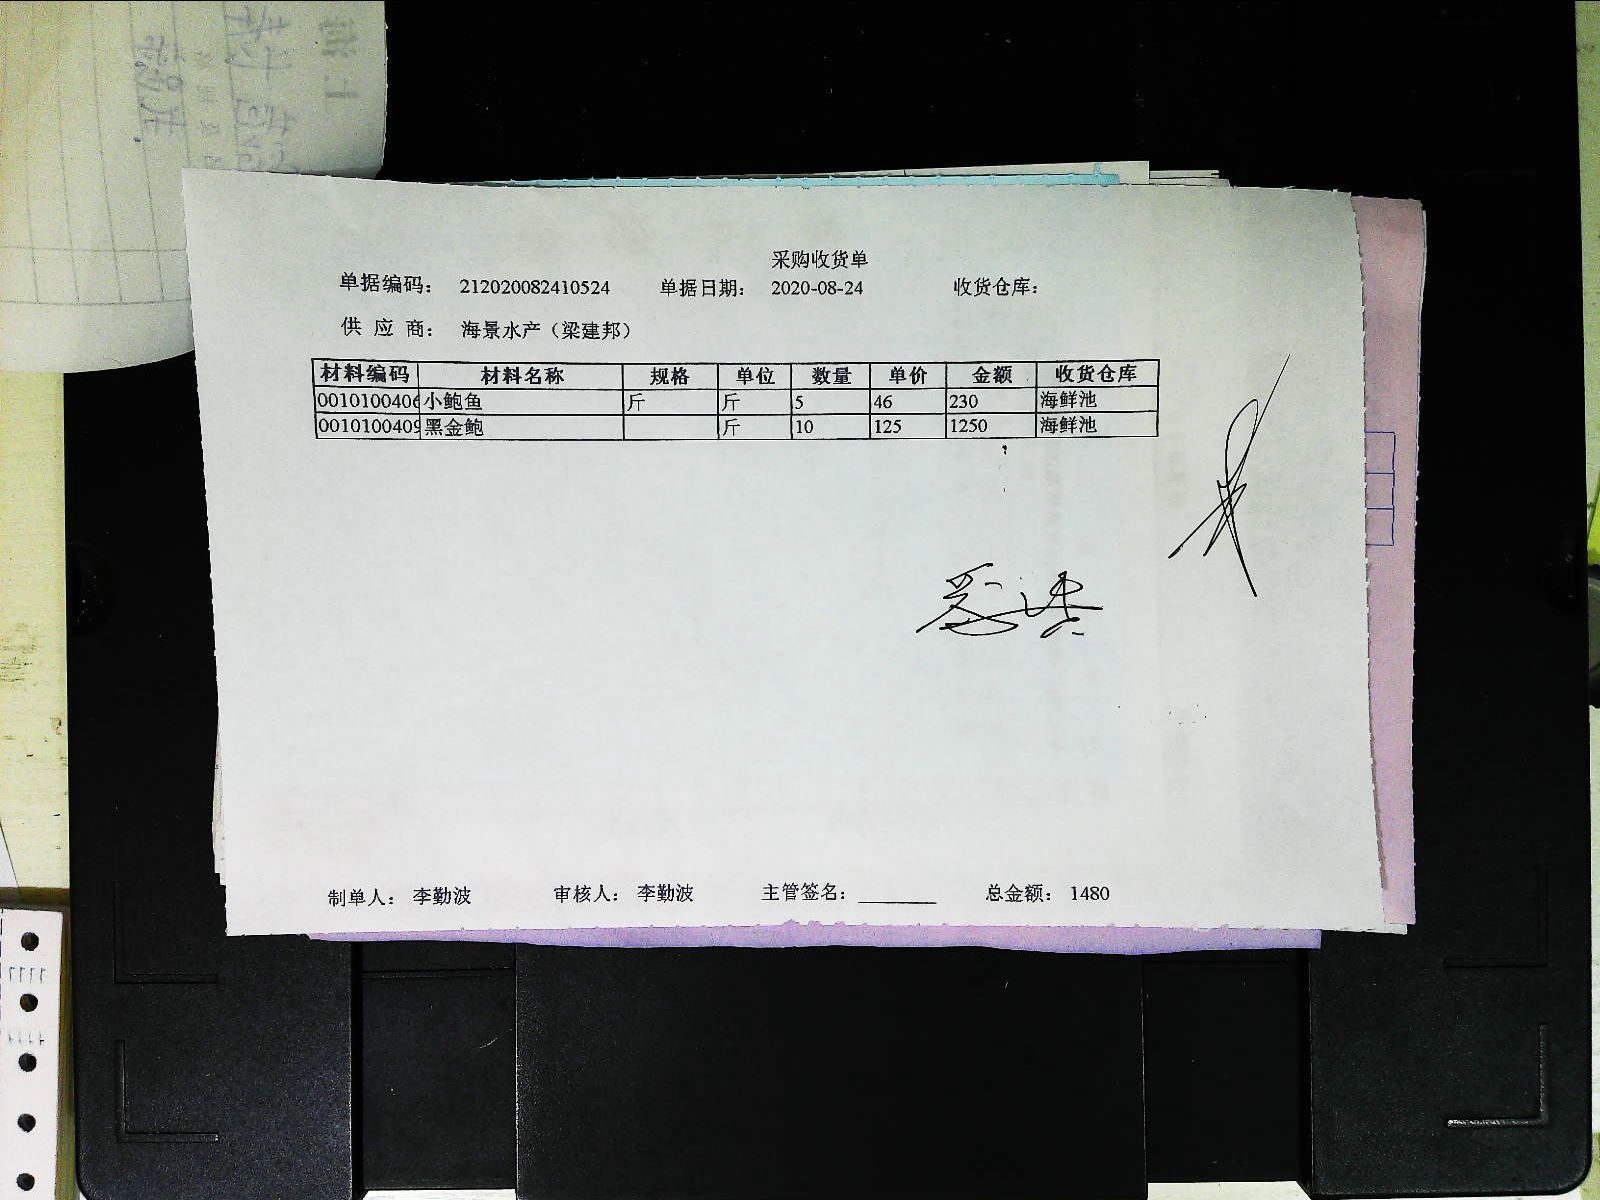 采购收货单
单据编码： 212020082410524 单据日期： 2020-08-24 收货仓库：
供 应 商： 海景水产（梁建邦）
材料编码 材料名称 规格 单位 数量 单价 金额 收货仓库
0010100406 小鲍鱼 斤 斤 5 46 230 海鲜池
0010100409 黑金鲍 斤 10 125 1250 海鲜池
制单人： 李勤波 审核人： 李勤波 主管签名：________ 总金额： 1480